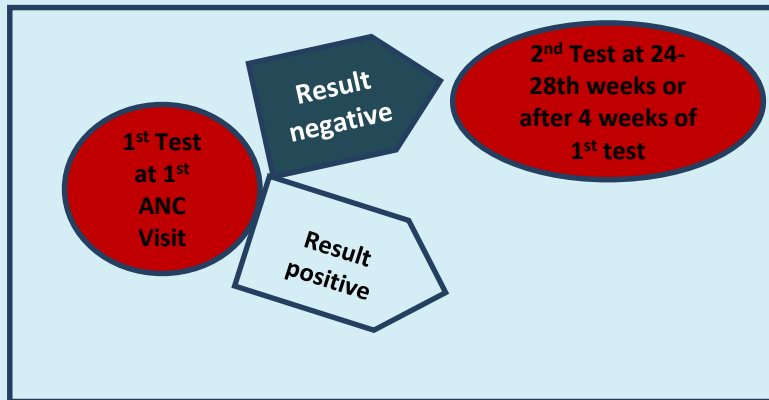 1st Test
at 1st
ANC
Visit
Result
negative
2nd Test at 24-
28th weeks or
after 4 weeks of
1st test
Result
positive